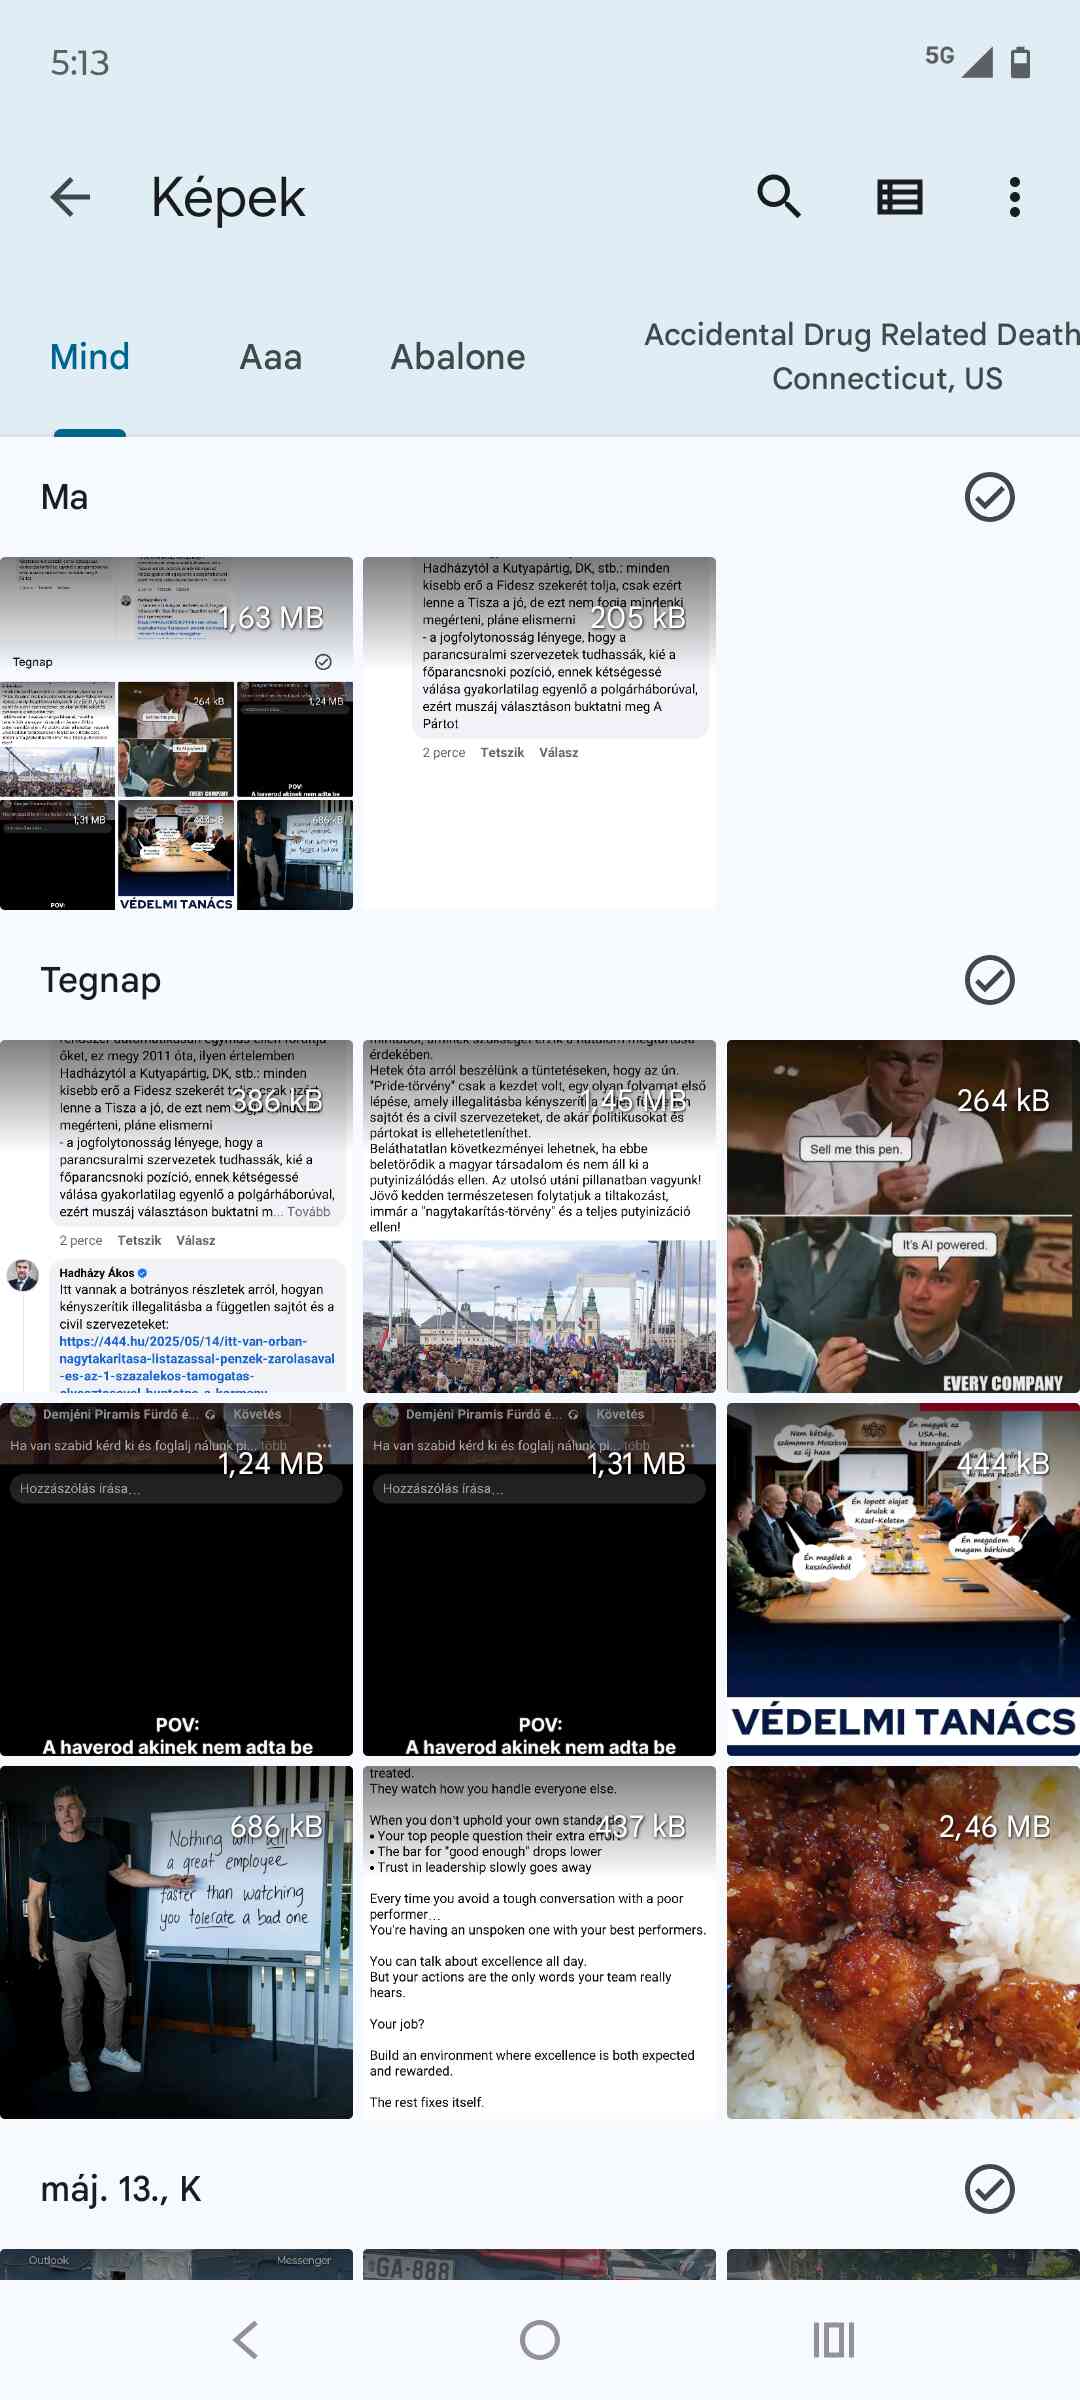 5:13
5G
Képek
Mind
Aaa
Abalone
Accidental Drug Related Death
Connecticut, US
Ma
1,63 MB
Tegnap
264 kB
1,24 MB
EVERY COMPANY
POV:
A haverod akinek nem adta be
1,31 MB
686 kB
POV:
VÉDELMI TANÁCS
205 kB
Hadházytól a Kutyapártig, DK, stb.: minden
kisebb erő a Fidesz szekerét tolja, csak ezért
lenne a Tisza a jó, de ezt nem fogja mindenki
megérteni, pláne elismerni
- a jogfolytonosság lényege, hogy a
parancsuralmi szervezetek tudhassák, kié a
főparancsnoki pozíció, ennek kétségessé
válása gyakorlatilag egyenlő a polgárháborúval,
ezért muszáj választáson buktatni meg A
Pártot
2 perce Tetszik Válasz
Tegnap
386 kB
őket, ez megy 2011 óta, ilyen értelemben
Hadházytól a Kutyapártig, DK, stb.: minden
kisebb erő a Fidesz szekerét tolja, csak ezért
lenne a Tisza a jó, de ezt nem
megérteni, pláne elismerni
- a jogfolytonosság lényege, hogy a
parancsuralmi szervezetek tudhassák, kié a
főparancsnoki pozíció, ennek kétségessé
válása gyakorlatilag egyenlő a polgárháborúval,
ezért muszáj választáson buktatni m... Tovább
2 perce Tetszik Válasz
Hadházy Ákos
Itt vannak a botrányos részletek arról, hogyan
kényszerítik illegalitásba a független sajtót és a
civil szervezeteket:
https://444.hu/2025/05/14/itt-van-orban-
nagytakaritasa-listazassal-penzek-zarolasaval
-es-az-1-szazalekos-tamogatas-
1,45 MB
érdekében.
Hetek óta arról beszélünk a tüntetéseken, hogy az ún.
"Pride-törvény" csak a kezdet volt, egy olyan folyamat első
lépése, amely illegalitásba kényszeríti a teljes
sajtót és a civil szervezeteket, de akár politikusokat és
pártokat is ellehetetleníthet.
Beláthatatlan következményei lehetnek, ha ebbe
beletörődik a magyar társadalom és nem áll ki a
putyinizálódás ellen. Az utolsó utáni pillanatban vagyunk!
Jövő kedden természetesen folytatjuk a tiltakozást,
immár a "nagytakarítás-törvény" és a teljes putyinizáció
ellen!
264 kB
Sell me this pen.
It's AI powered.
EVERY COMPANY
Demjéni Piramis Fürdő é... Követés
Ha van szabid kérd ki és foglalj nálunk pi... több
1,24 MB
Hozzászólás írása...
POV:
A haverod akinek nem adta be
Demjéni Piramis Fürdő é... Követés
Ha van szabid kérd ki és foglalj nálunk pi... több
1,31 MB
Hozzászólás írása...
POV:
A haverod akinek nem adta be
444 kB
Nem kétség,
számomra Moszkva
az új haza
Én megyek az
USA-ba,
ha beengednek
Én lopott olajat
árulok a
Közel-Keleten
Én megélek a
kaszinóimból
Én megadom
magam bárkinek
VÉDELMI TANÁCS
686 kB
Nothing will kill
a great employee
faster than watching
you tolerate a bad one
437 kB
treated.
They watch how you handle everyone else.
When you don't uphold your own standards
• Your top people question their extra effort
• The bar for "good enough" drops lower
• Trust in leadership slowly goes away
Every time you avoid a tough conversation with a poor
performer...
You're having an unspoken one with your best performers.
You can talk about excellence all day.
But your actions are the only words your team really
hears.
Your job?
Build an environment where excellence is both expected
and rewarded.
The rest fixes itself.
2,46 MB
máj. 13., K
Outlook
Messenger
GA-888